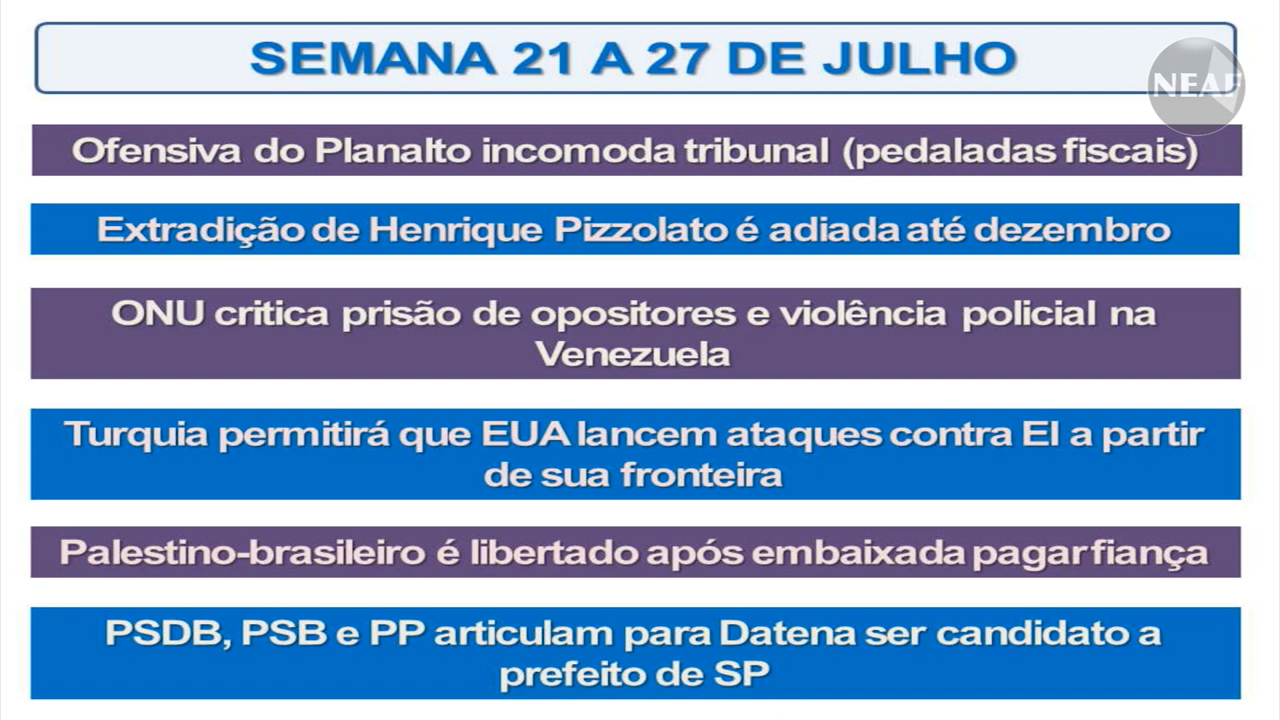 SEMANA 21 A 27 DE JULHO
NEAF
Ofensiva do Planalto incomoda tribunal (pedaladas fiscais)
Extradição de Henrique Pizzolato é adiada até dezembro
ONU critica prisão de opositores e violência policial na
Venezuela
Turquia permitirá que EUA lancem ataques contra EI a partir
de sua fronteira
Palestino-brasileiro é libertado após embaixada pagar fiança
PSDB, PSB e PP articulam para Datena ser candidato a
prefeito de SP